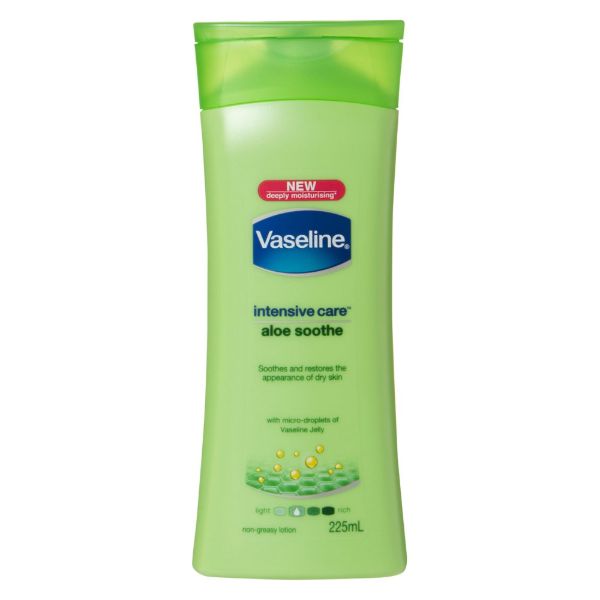 NEW
deeply moisturising*
Vaseline®
intensive care™
aloe soothe
Soothes and restores the
appearance of dry skin
with micro-droplets of
Vaseline Jelly
light rich
non-greasy lotion 225mL